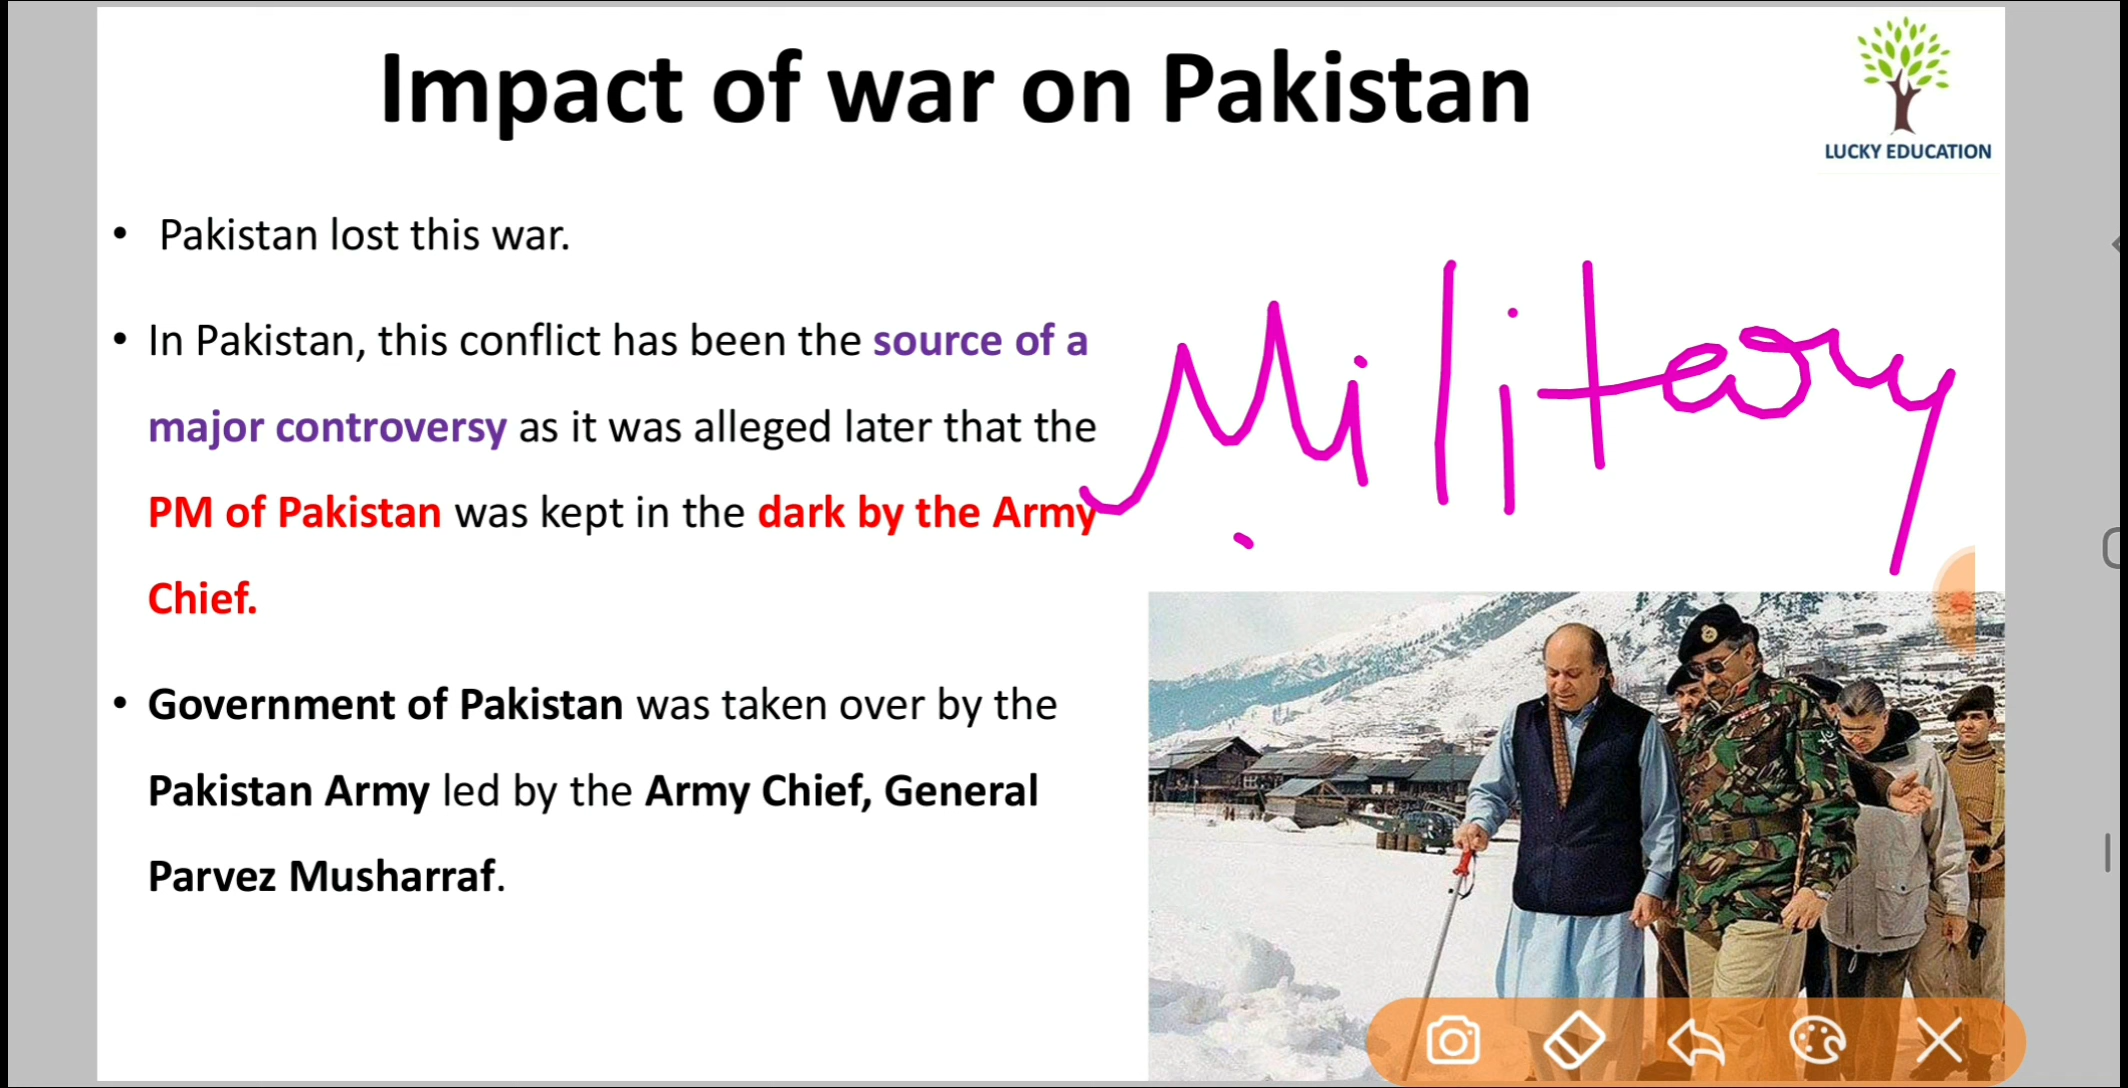 Impact of war on Pakistan
LUCKY EDUCATION
• Pakistan lost this war.
• In Pakistan, this conflict has been the source of a
major controversy as it was alleged later that the
PM of Pakistan was kept in the dark by the Army
Chief.
Military
• Government of Pakistan was taken over by the
Pakistan Army led by the Army Chief, General
Parvez Musharraf.